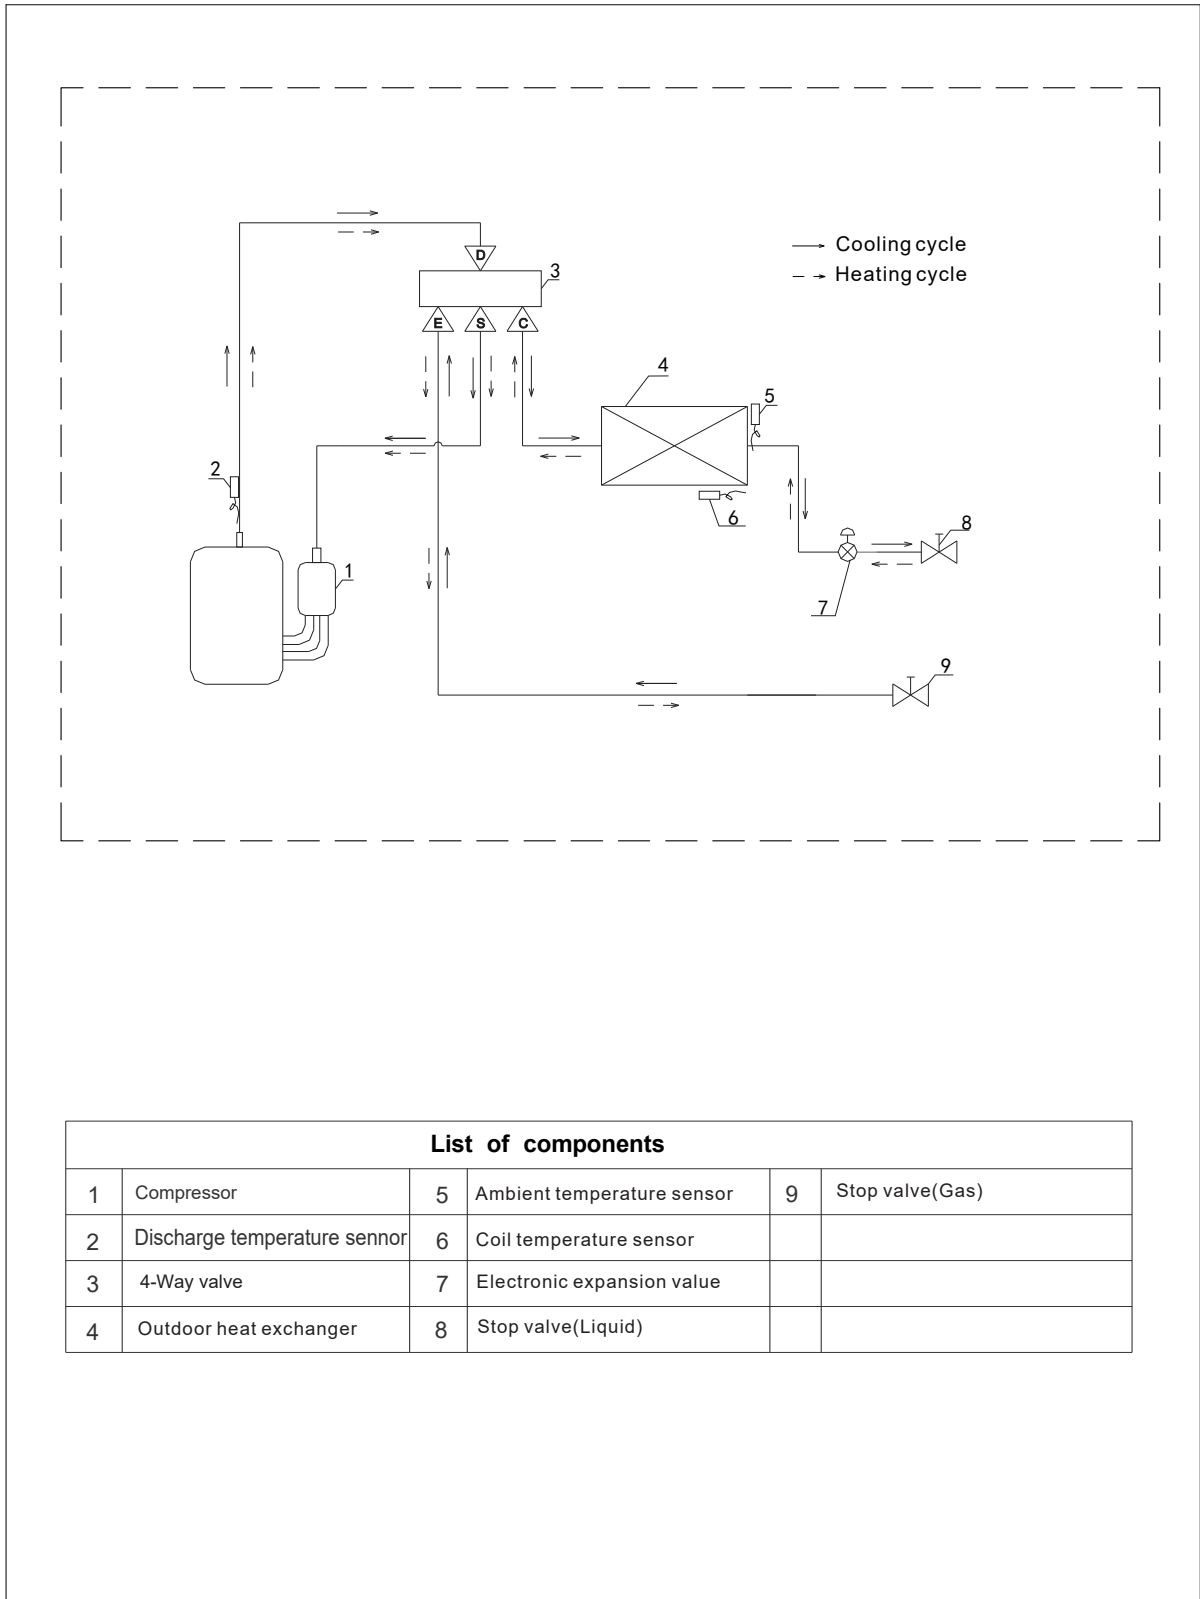 D
3
Cooling cycle
Heating cycle
E S C
4
5
2
6
8
1
7
9
List of components
1 Compressor 5 Ambient temperature sensor 9 Stop valve(Gas)
2 Discharge temperature sennor 6 Coil temperature sensor
3 4-Way valve 7 Electronic expansion value
4 Outdoor heat exchanger 8 Stop valve(Liquid)